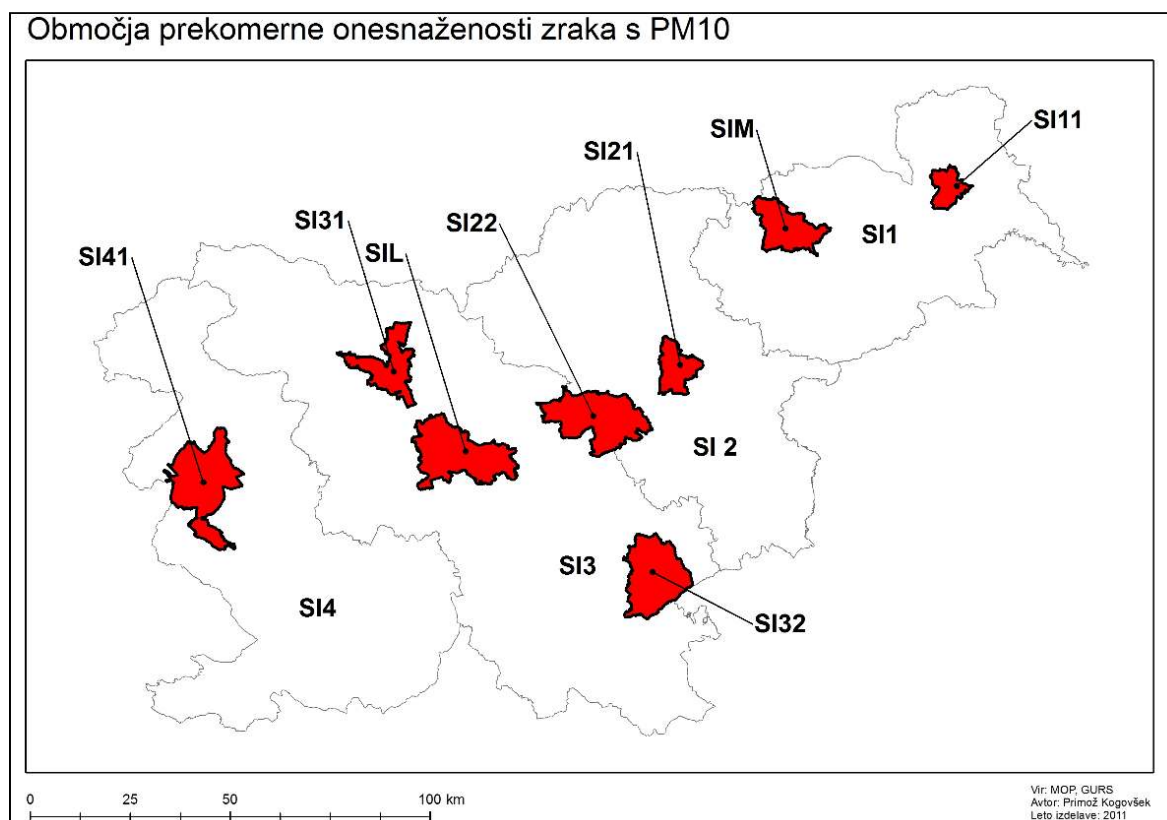 Območja prekomerne onesnaženosti zraka s PM10
SI11
SIM
SI21
SI31
SI22
SI1
SI41
SIL
SI 2
SI3
SI4
SI32
0 25 50 100 km
Vir: MOP, GURS
Avtor: Primož Kogovšek
Leto izdelave: 2011